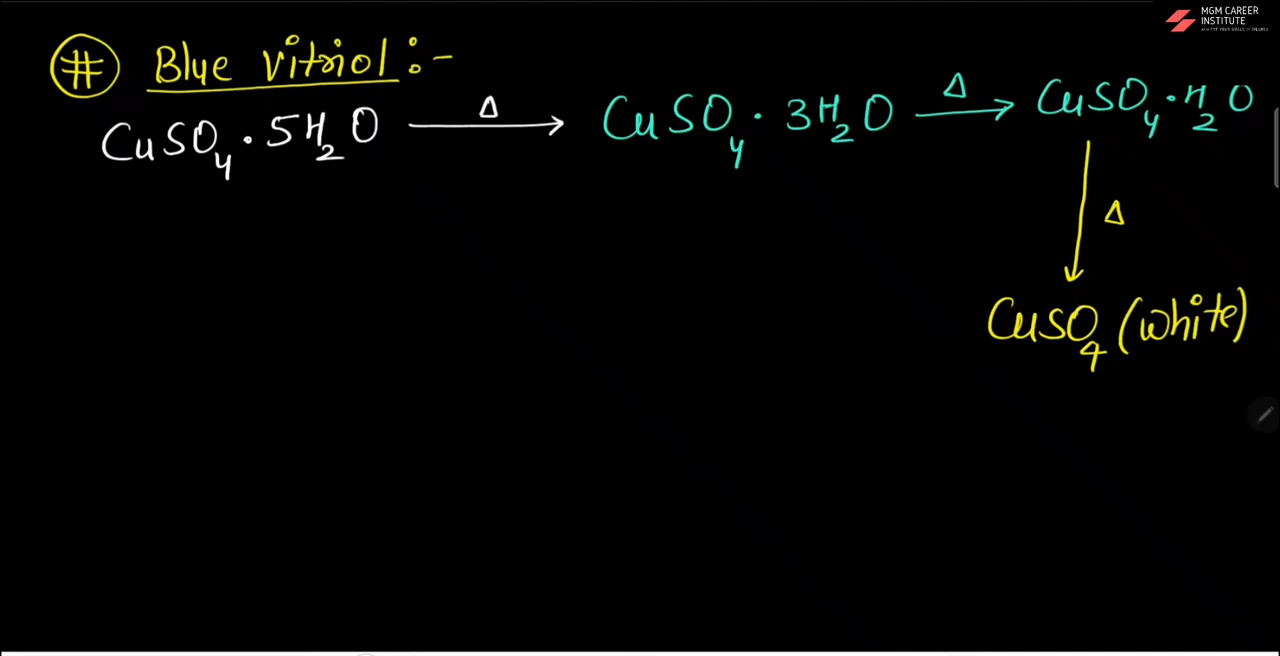 MGM CAREER
INSTITUTE
# Blue vitriol :-
CuSO₄·5H₂O —Δ→ CuSO₄·3H₂O —Δ→ CuSO₄·H₂O
↓ Δ
CuSO₄ (white)